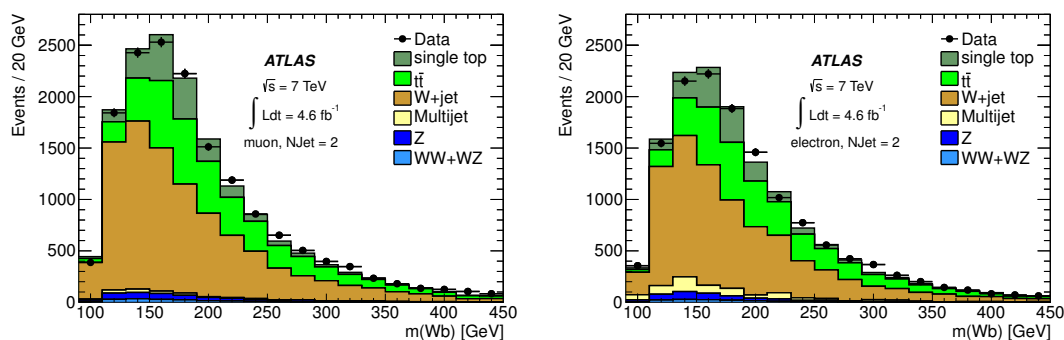 Events / 20 GeV
2500
2000
1500
1000
500
0
ATLAS
√s = 7 TeV
∫ Ldt = 4.6 fb⁻¹
muon, NJet = 2
Data
single top
tt̄
W+jet
Multijet
Z
WW+WZ
100 150 200 250 300 350 400 450
m(Wb) [GeV]
Events / 20 GeV
2500
2000
1500
1000
500
0
ATLAS
√s = 7 TeV
∫ Ldt = 4.6 fb⁻¹
electron, NJet = 2
Data
single top
tt̄
W+jet
Multijet
Z
WW+WZ
100 150 200 250 300 350 400 450
m(Wb) [GeV]